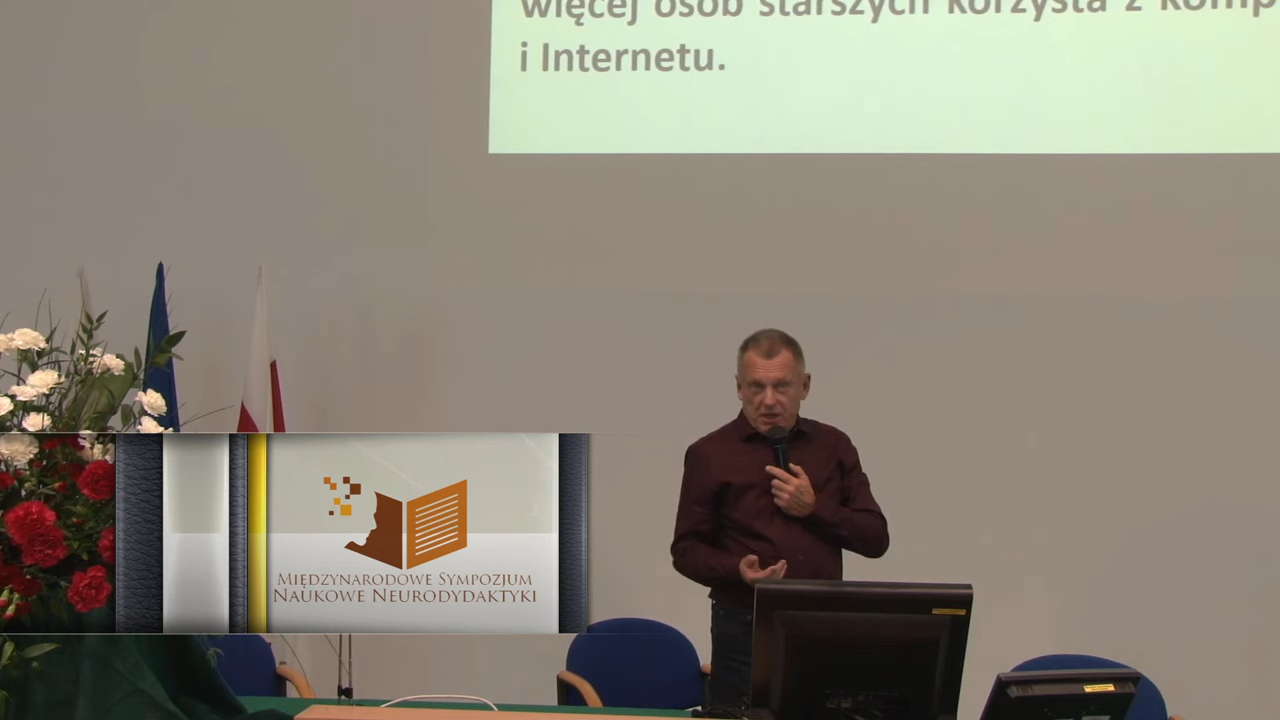 więcej osób starszych korzysta z
i Internetu.
MIĘDZYNARODOWE SYMPOZJUM
NAUKOWE NEURODYDAKTYKI